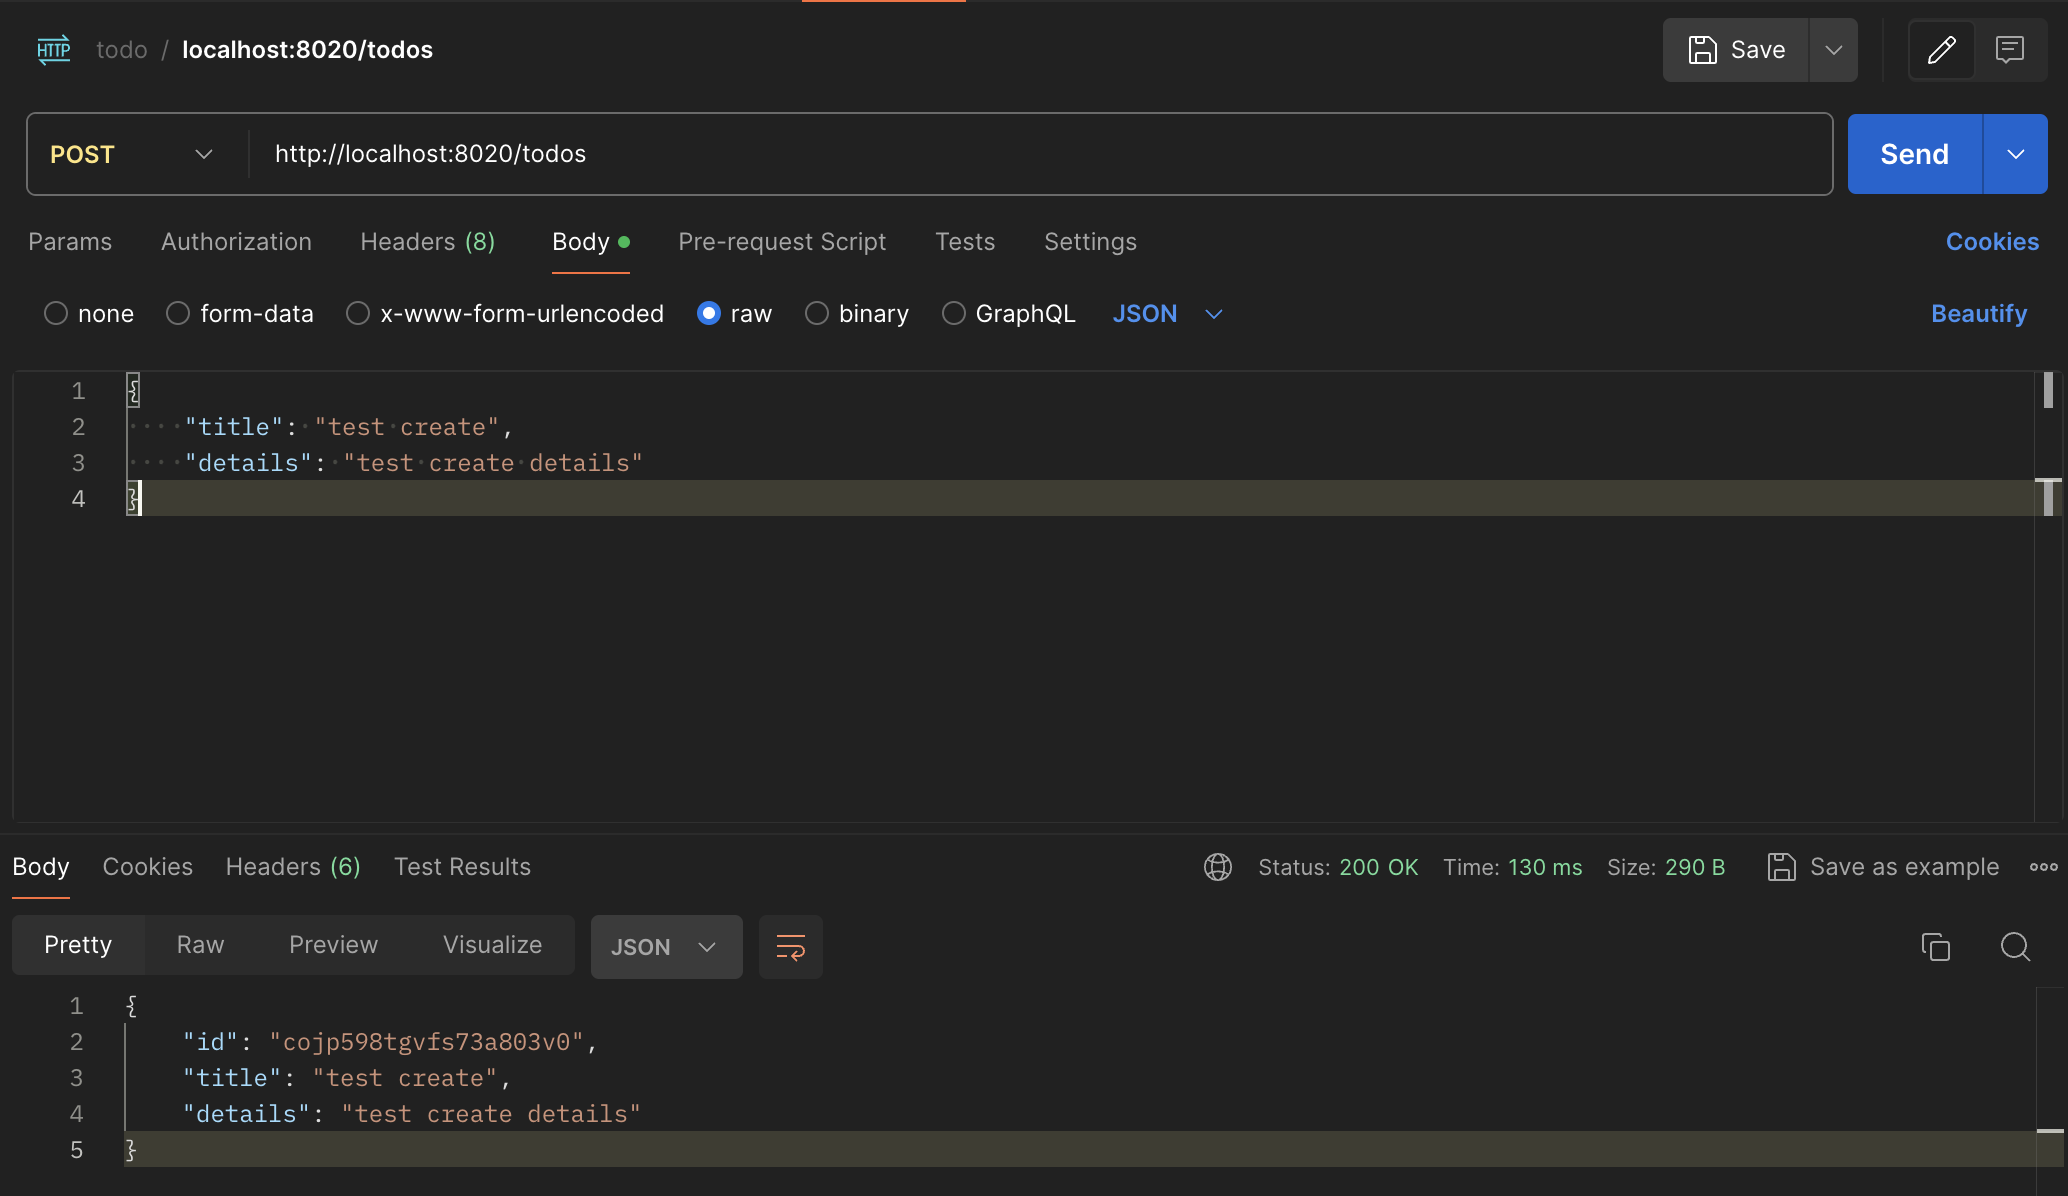 HTTP todo / localhost:8020/todos Save
POST http://localhost:8020/todos Send
Params Authorization Headers (8) Body Pre-request Script Tests Settings Cookies
none form-data x-www-form-urlencoded raw binary GraphQL JSON Beautify
1 {
2 "title": "test create",
3 "details": "test create details"
4 }
Body Cookies Headers (6) Test Results Status: 200 OK Time: 130 ms Size: 290 B Save as example
Pretty Raw Preview Visualize JSON
1 {
2 "id": "cojp598tgvfs73a803v0",
3 "title": "test create",
4 "details": "test create details"
5 }